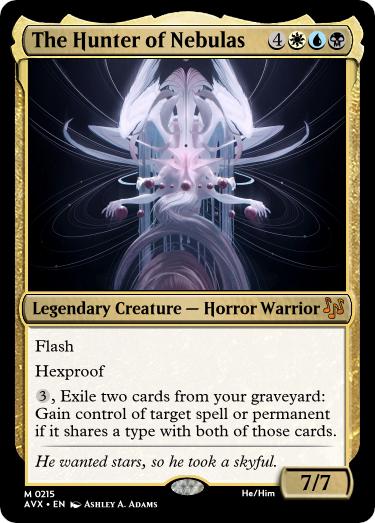 The Hunter of Nebulas 4
Legendary Creature — Horror Warrior
Flash
Hexproof
3, Exile two cards from your graveyard:
Gain control of target spell or permanent
if it shares a type with both of those cards.
He wanted stars, so he took a skyful.
7/7
M 0215
He/Him
AVX • EN Ashley A. Adams